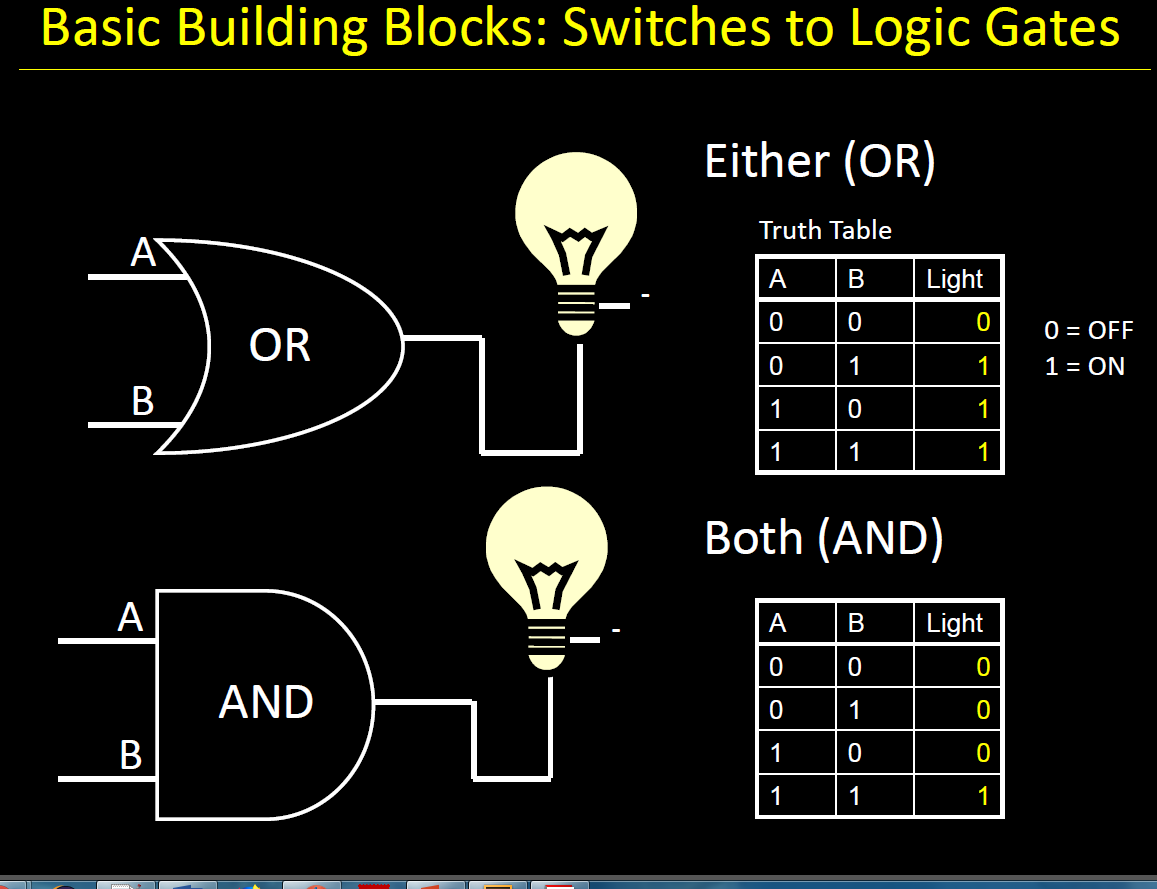 Basic Building Blocks: Switches to Logic Gates
Either (OR)
Truth Table
A B Light
0 0 0
0 1 1
1 0 1
1 1 1
0 = OFF
1 = ON
A
OR
B
-
Both (AND)
A B Light
0 0 0
0 1 0
1 0 0
1 1 1
A
AND
B
-